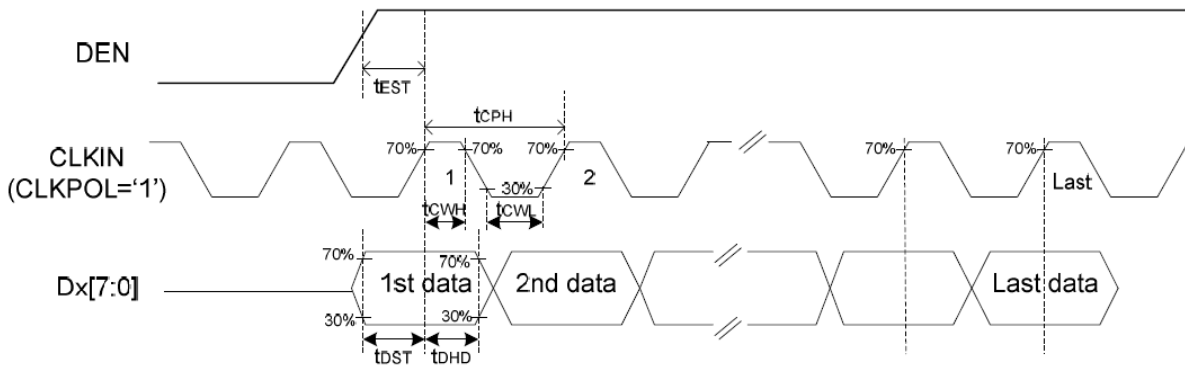 DEN
tEST
tCPH
CLKIN
(CLKPOL='1')
70% 70% 70% 70% 70%
1 2 Last
30%
tCWH tCWL
Dx[7:0]
70% 70%
1st data 2nd data Last data
30% 30%
tDST tDHD